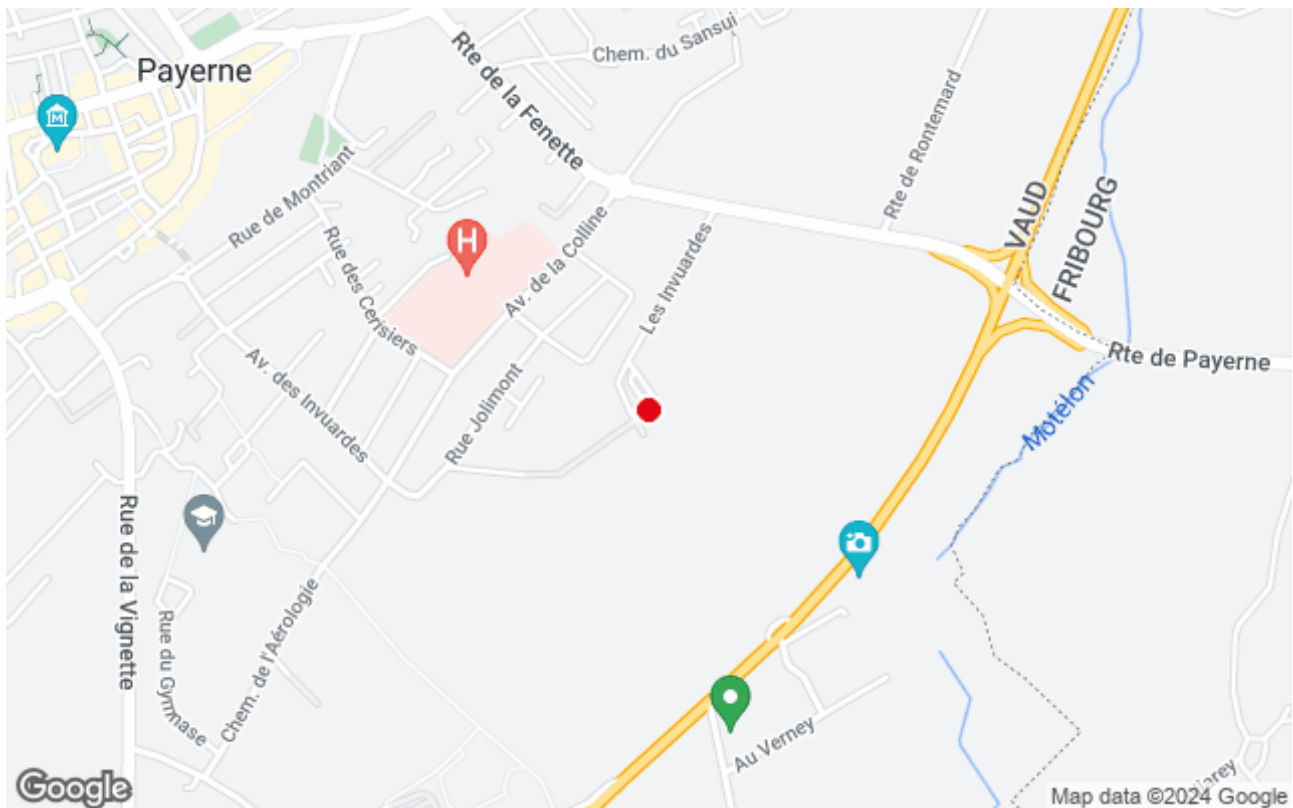 Payerne
Rte de la Fenette
Chem. du Sansui
Rte de Rontemard
VAUD
FRIBOURG
Rue de Montriant
H
Av. de la Colline
Les Invuardes
Rue des Cerisiers
Rte de Payerne
Av. des Invuardes
Rue Jolimont
Motélon
Rue de la Vignette
Chem. de l'Aérologie
Rue du Gymnase
Au Verney
Google
Map data ©2024 Google